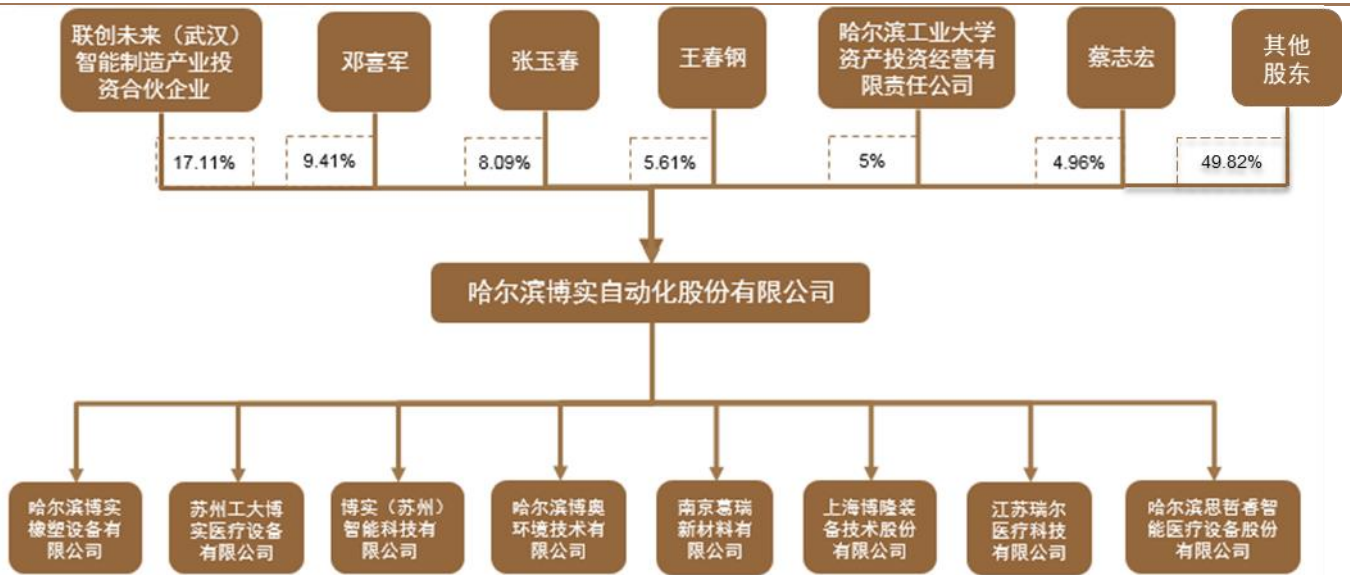 联创未来（武汉）
智能制造产业投
资合伙企业
邓喜军
张玉春
王春钢
哈尔滨工业大学
资产投资经营有
限责任公司
蔡志宏
其他
股东
17.11%
9.41%
8.09%
5.61%
5%
4.96%
49.82%
哈尔滨博实自动化股份有限公司
哈尔滨博实
橡塑设备有
限公司
苏州工大博
实医疗设备
有限公司
博实（苏州）
智能科技有
限公司
哈尔滨博奥
环境技术有
限公司
南京葛瑞
新材料有
限公司
上海博隆装
备技术股份
有限公司
江苏瑞尔
医疗科技
有限公司
哈尔滨思哲睿智
能医疗设备股份
有限公司